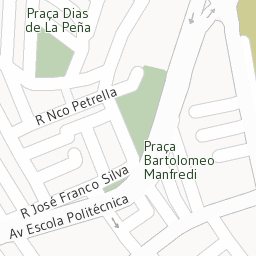 Praça Dias
de La Peña
R Nco Petrella
Praça
Bartolomeo
Manfredi
R José Franco Silva
Av Escola Politécnica